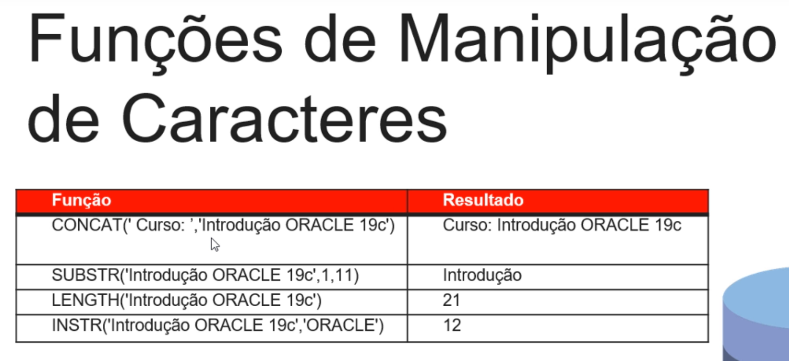 Funções de Manipulação
de Caracteres
Função Resultado
CONCAT(' Curso: ','Introdução ORACLE 19c') Curso: Introdução ORACLE 19c
SUBSTR('Introdução ORACLE 19c',1,11) Introdução
LENGTH('Introdução ORACLE 19c') 21
INSTR('Introdução ORACLE 19c','ORACLE') 12